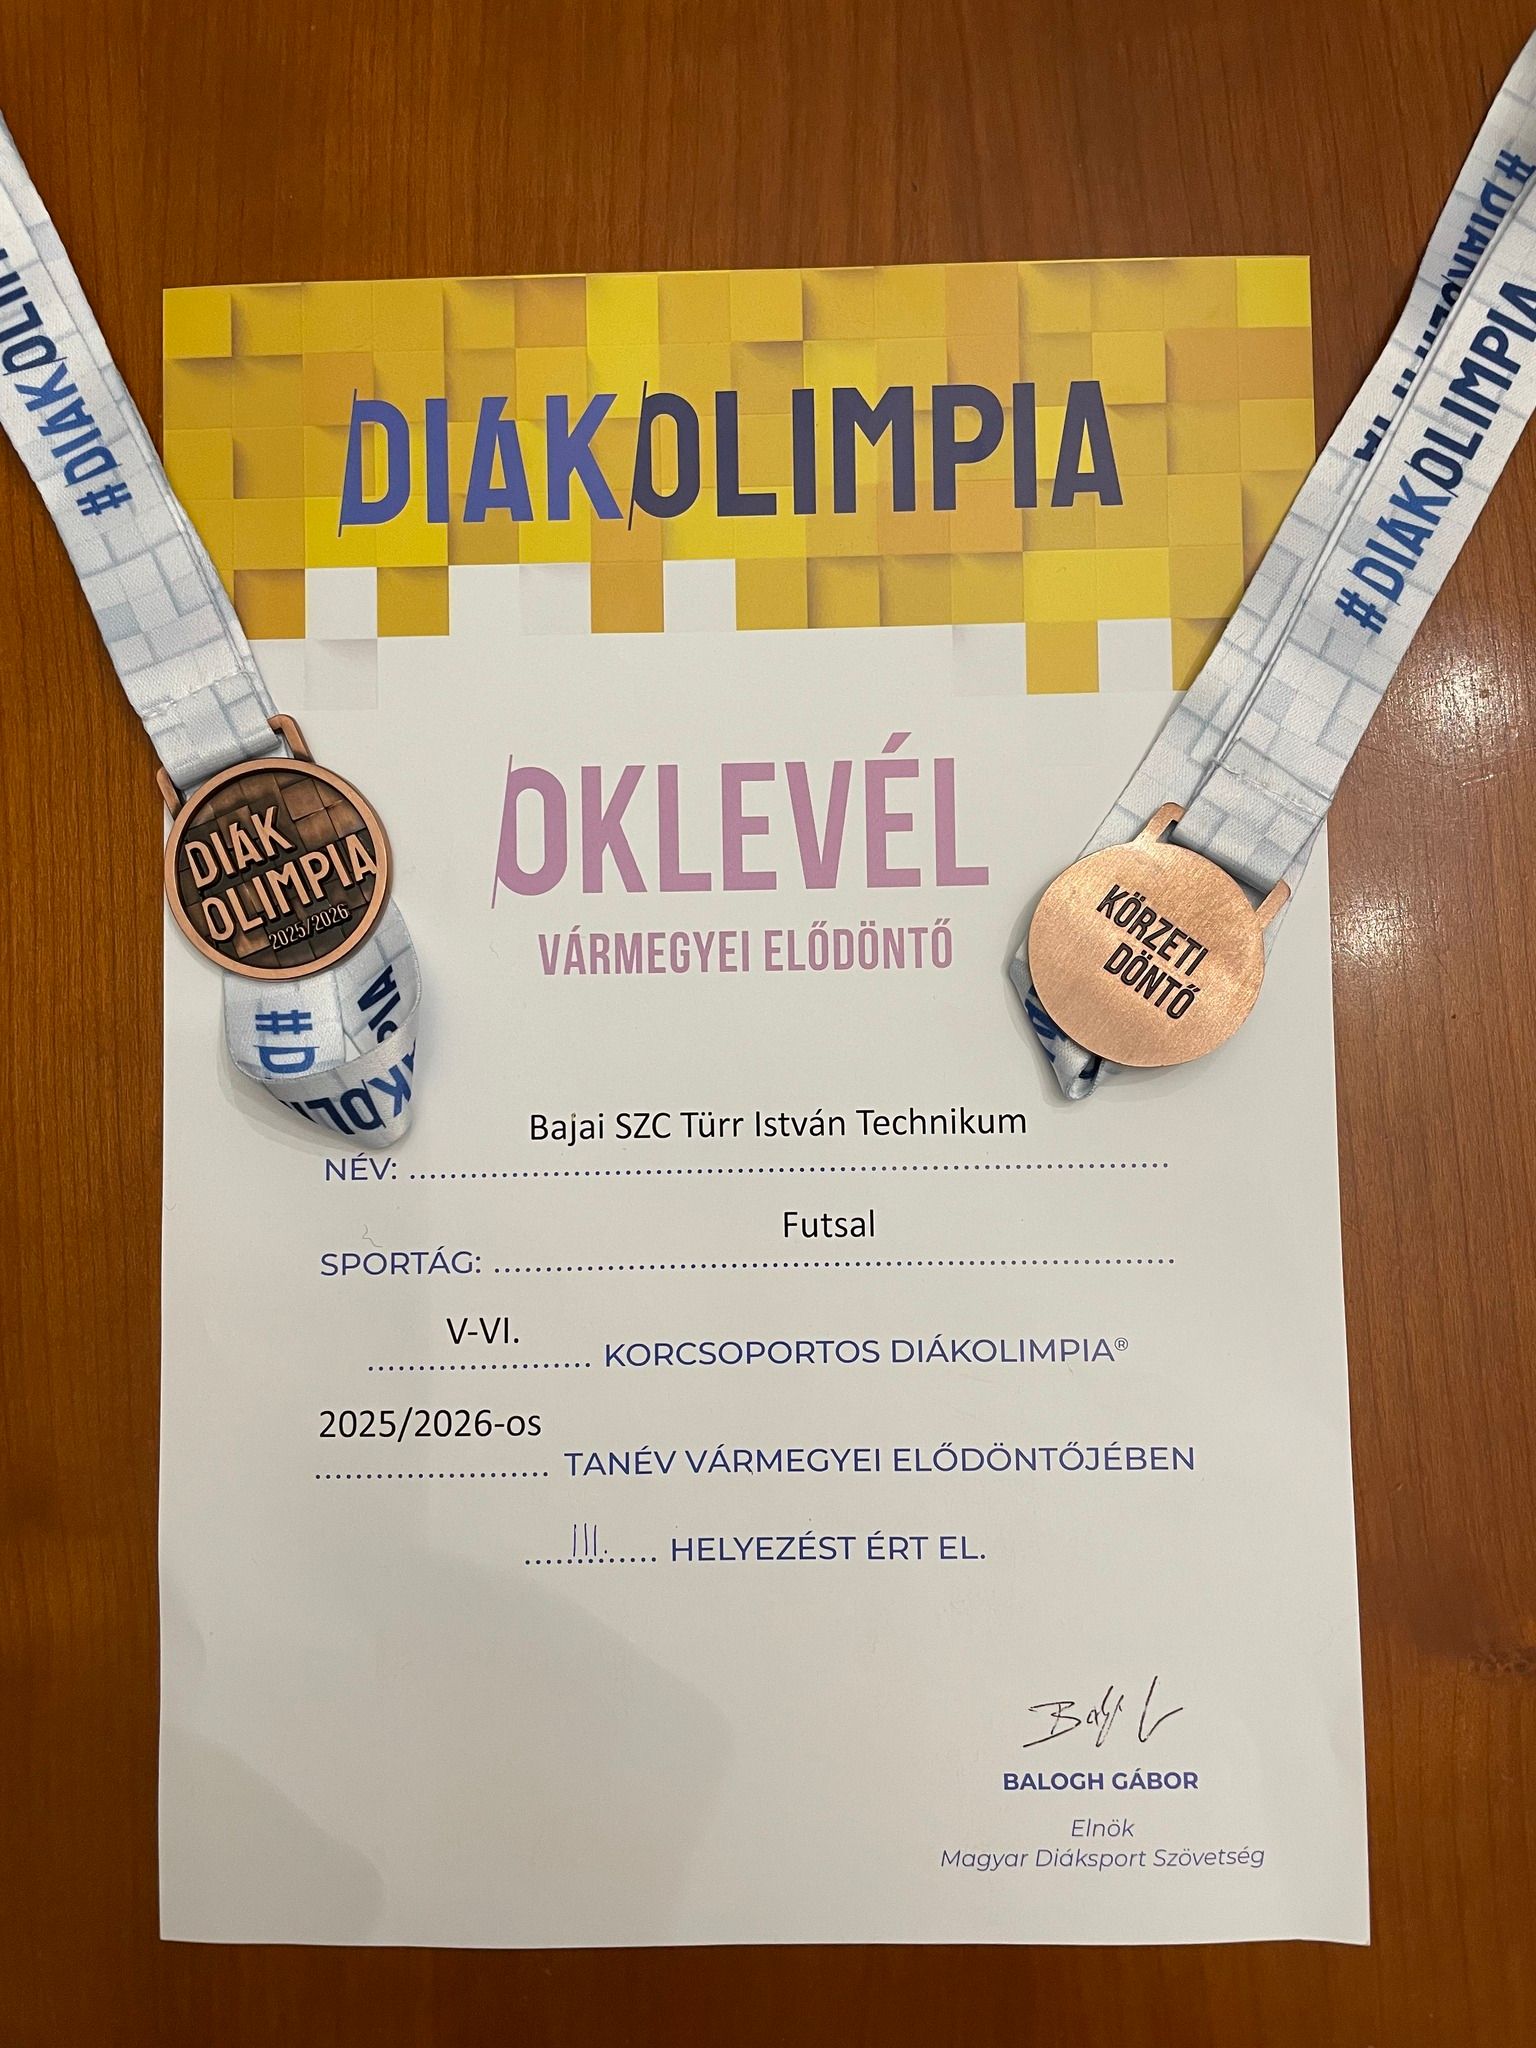 #DIÁKOLIM
#DIÁKOLIMPIA
#DIÁKOLIMPIA
DIÁKOLIMPIA
OKLEVÉL
VÁRMEGYEI ELŐDÖNTŐ
DIÁK
OLIMPIA
2025/2026
KÖRZETI
DÖNTŐ
Bajai SZC Türr István Technikum
NÉV: ....................
Futsal
SPORTÁG: ....................
V-VI.
.................... KORCSOPORTOS DIÁKOLIMPIA®
2025/2026-os
.................... TANÉV VÁRMEGYEI ELŐDÖNTŐJÉBEN
III. HELYEZÉST ÉRT EL.
BALOGH GÁBOR
Elnök
Magyar Diáksport Szövetség